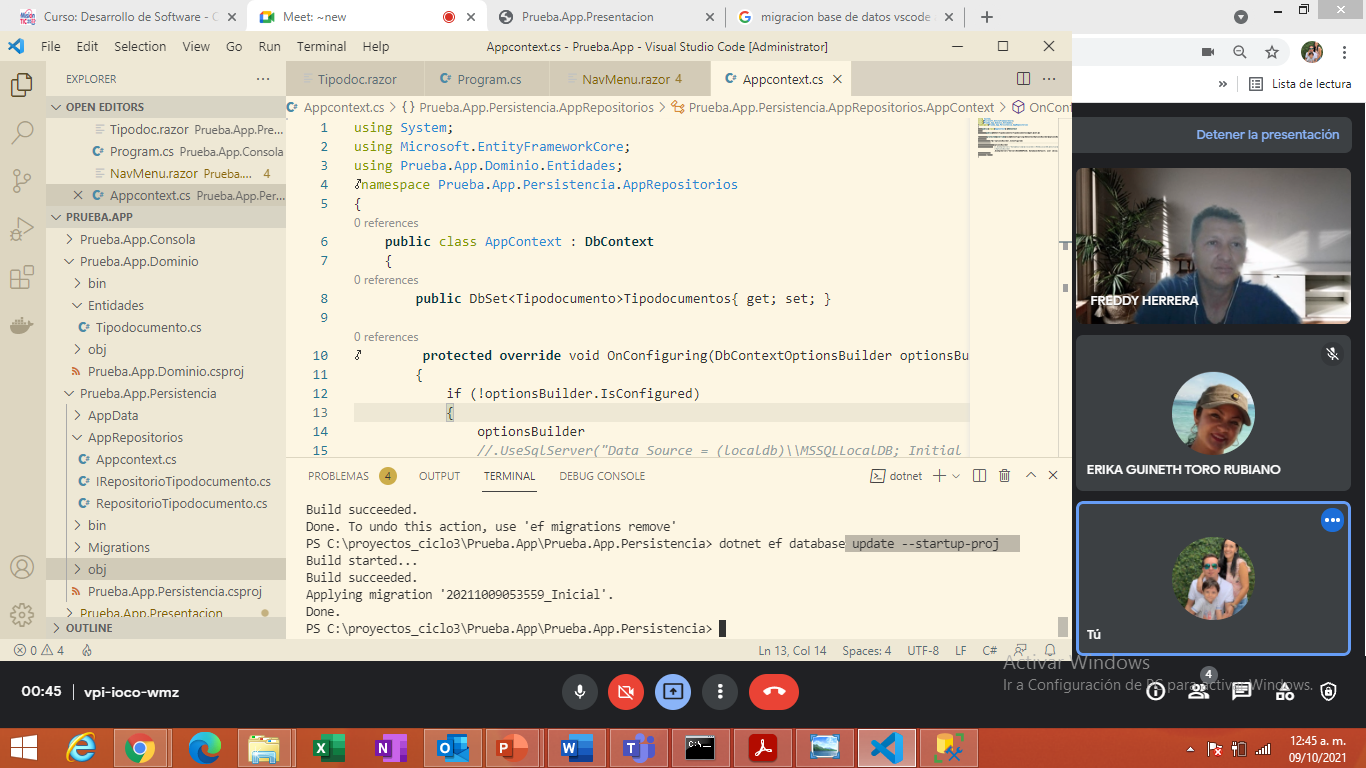 Curso: Desarrollo de Software - C
Meet: ~new
Prueba.App.Presentacion
migracion base de datos vscode
File Edit Selection View Go Run Terminal Help
Appcontext.cs - Prueba.App - Visual Studio Code [Administrator]
Lista de lectura
EXPLORER
OPEN EDITORS
Tipodoc.razor Prueba.App.Pre...
Program.cs Prueba.App.Consola
NavMenu.razor Prueba.... 4
Appcontext.cs Prueba.App.Per...
PRUEBA.APP
Prueba.App.Consola
Prueba.App.Dominio
bin
Entidades
Tipodocumento.cs
obj
Prueba.App.Dominio.csproj
Prueba.App.Persistencia
AppData
AppRepositorios
Appcontext.cs
IRepositorioTipodocumento.cs
RepositorioTipodocumento.cs
bin
Migrations
obj
Prueba.App.Persistencia.csproj
Prueba.App.Presentacion
OUTLINE
Tipodoc.razor
Program.cs
NavMenu.razor 4
Appcontext.cs
Appcontext.cs > {} Prueba.App.Persistencia.AppRepositorios > Prueba.App.Persistencia.AppRepositorios.AppContext > OnConf
1 using System;
2 using Microsoft.EntityFrameworkCore;
3 using Prueba.App.Dominio.Entidades;
4 namespace Prueba.App.Persistencia.AppRepositorios
5 {
0 references
6 public class AppContext : DbContext
7 {
0 references
8 public DbSet<Tipodocumento>Tipodocumentos{ get; set; }
9
0 references
10 protected override void OnConfiguring(DbContextOptionsBuilder optionsBu
11 {
12 if (!optionsBuilder.IsConfigured)
13 {
14 optionsBuilder
15 //.UseSqlServer("Data Source = (localdb)\\MSSQLLocalDB; Initial
PROBLEMAS 4 OUTPUT TERMINAL DEBUG CONSOLE
dotnet
Build succeeded.
Done. To undo this action, use 'ef migrations remove'
PS C:\proyectos_ciclo3\Prueba.App\Prueba.App.Persistencia> dotnet ef database update --startup-proj
Build started...
Build succeeded.
Applying migration '20211009053559_Inicial'.
Done.
PS C:\proyectos_ciclo3\Prueba.App\Prueba.App.Persistencia>
0 4
Ln 13, Col 14 Spaces: 4 UTF-8 LF C#
Detener la presentación
FREDDY HERRERA
ERIKA GUINETH TORO RUBIANO
Tú
Activar Windows
Ir a Configuración de PC para activar Windows.
00:45 | vpi-ioco-wmz
4
12:45 a. m.
09/10/2021